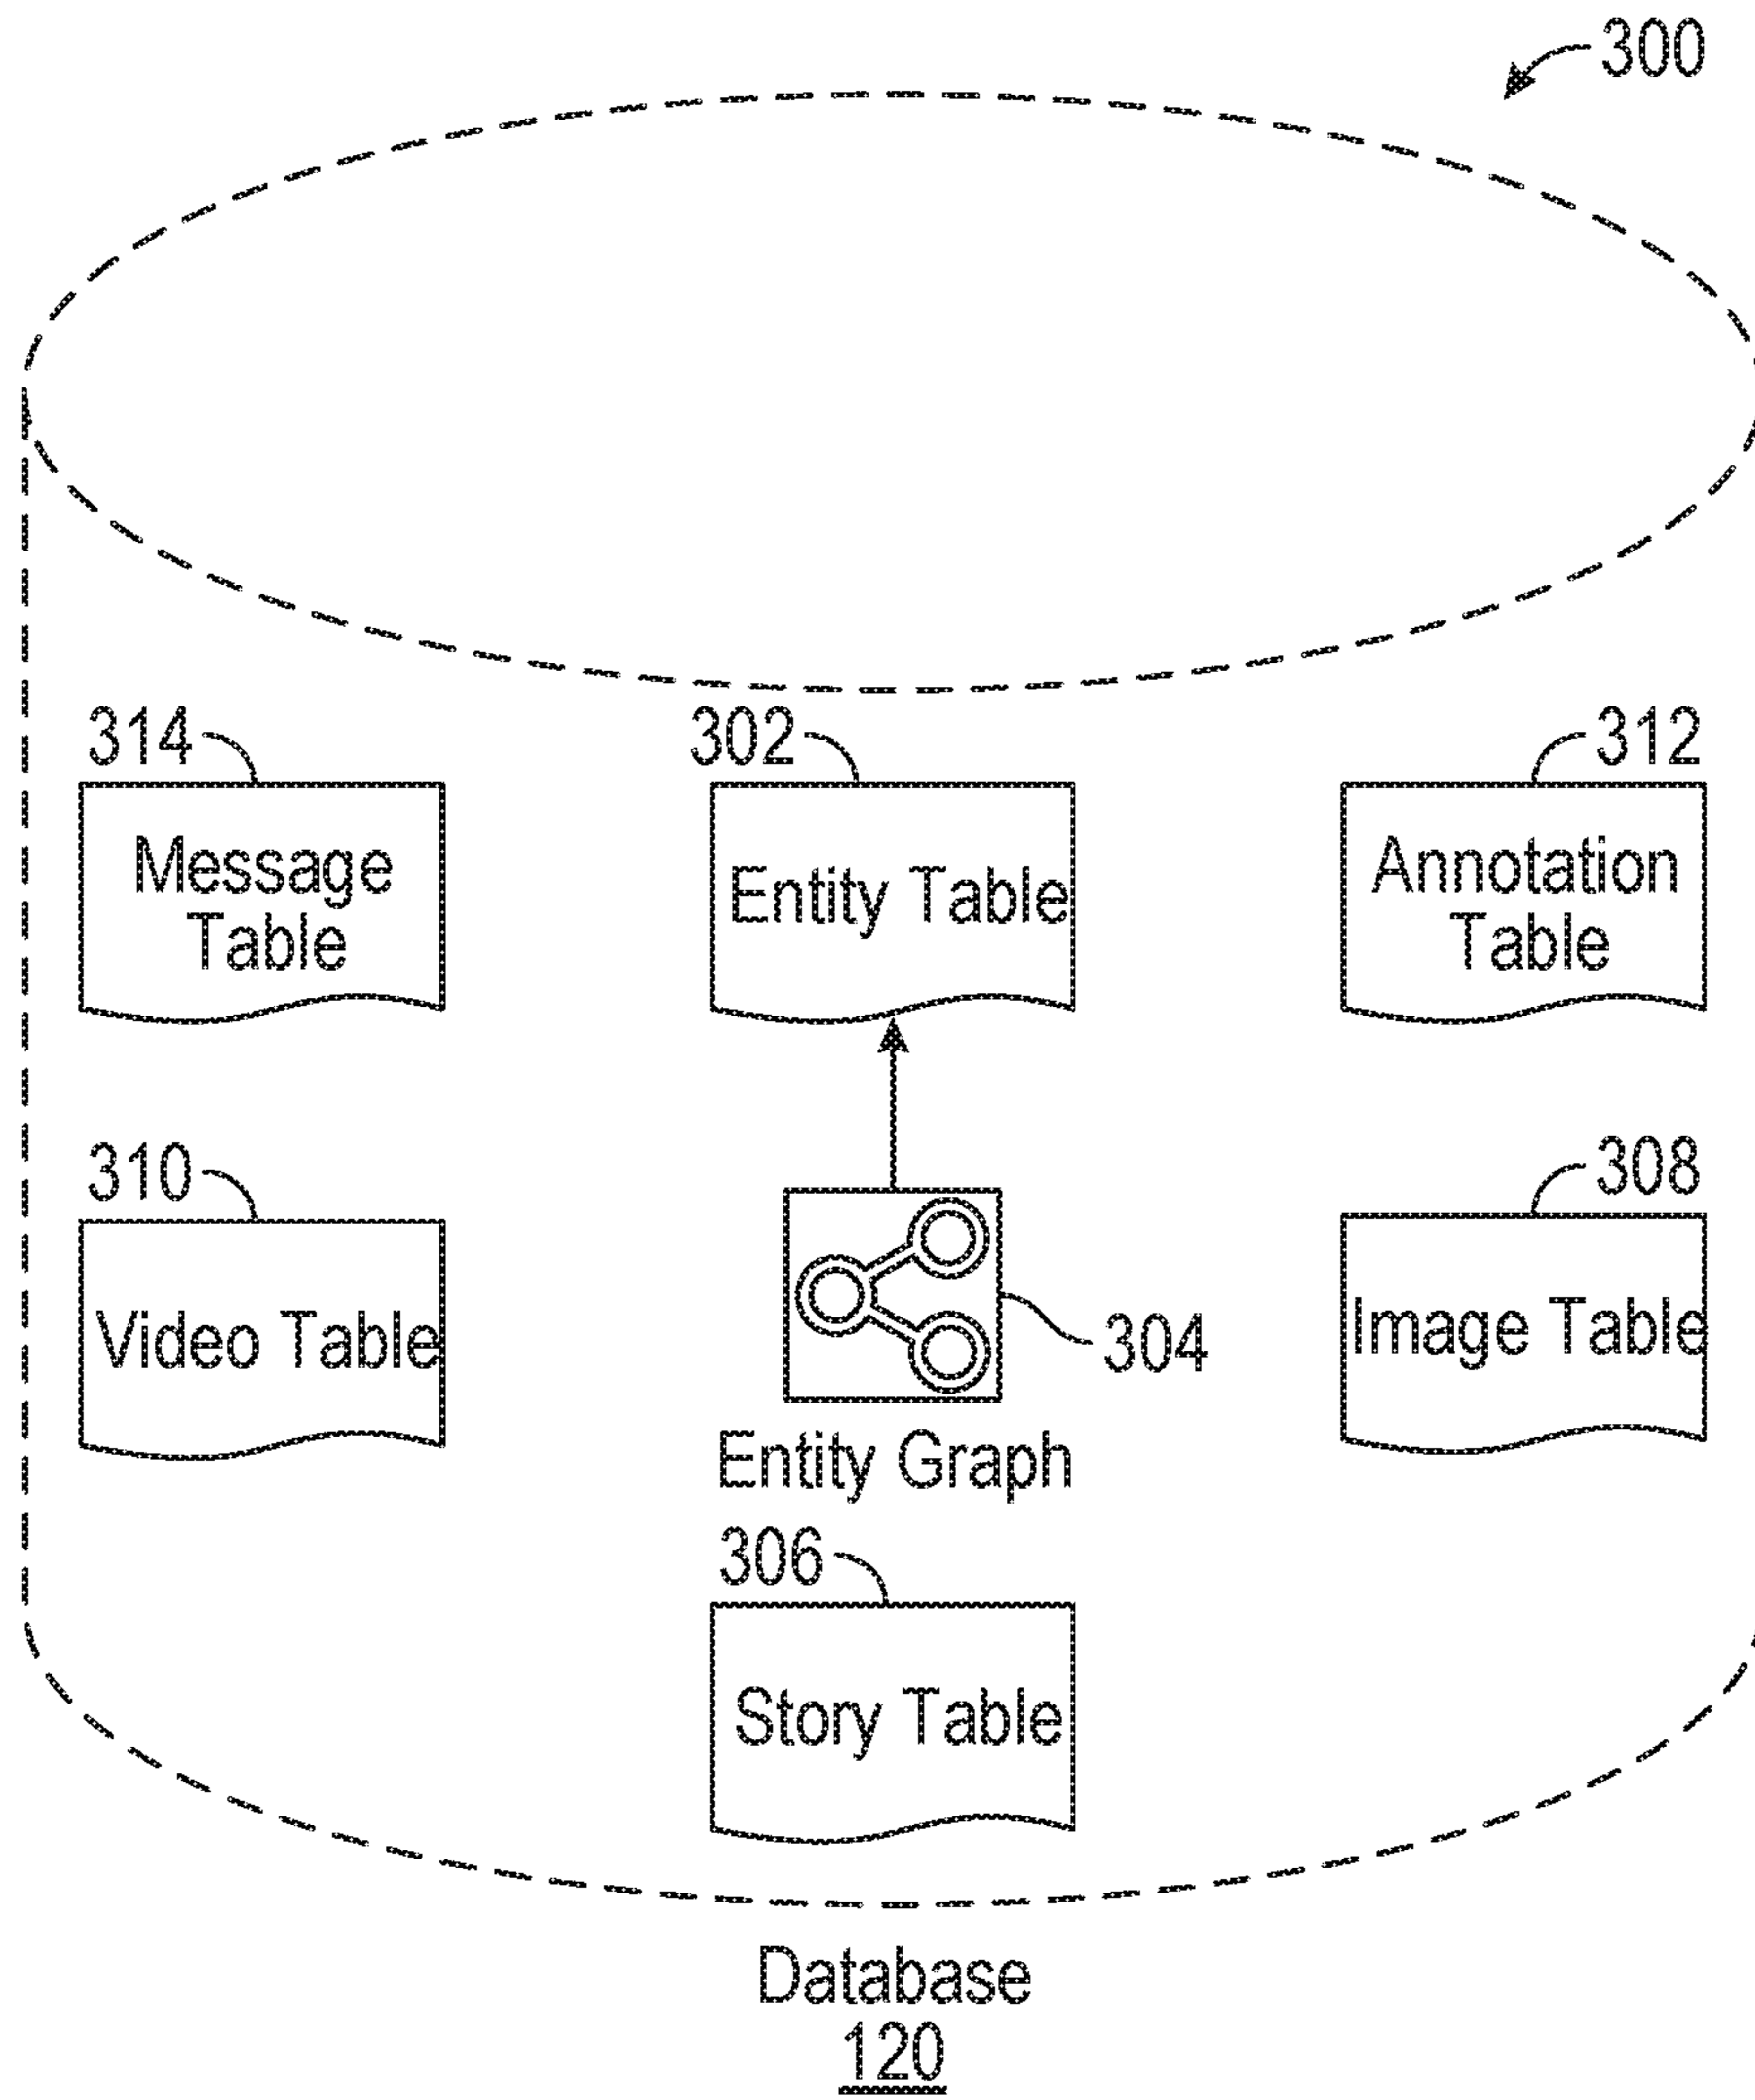 300
314
302
312
Message
Table
Entity Table
Annotation
Table
310
308
Video Table
304
Image Table
Entity Graph
306
Story Table
Database
120